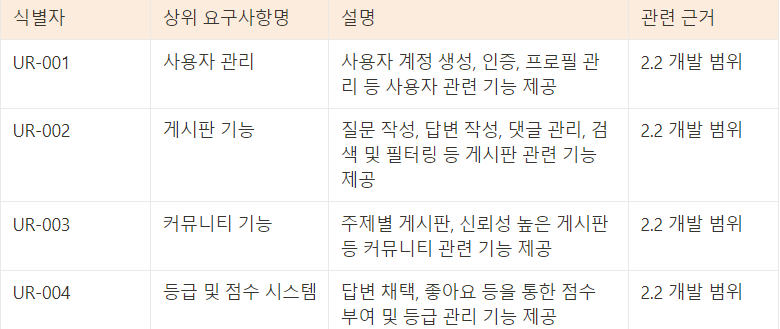 식별자 상위 요구사항명 설명 관련 근거
UR-001 사용자 관리 사용자 계정 생성, 인증, 프로필 관 2.2 개발 범위
리 등 사용자 관련 기능 제공
UR-002 게시판 기능 질문 작성, 답변 작성, 댓글 관리, 검 2.2 개발 범위
색 및 필터링 등 게시판 관련 기능
제공
UR-003 커뮤니티 기능 주제별 게시판, 신뢰성 높은 게시판 2.2 개발 범위
등 커뮤니티 관련 기능 제공
UR-004 등급 및 점수 시스템 답변 채택, 좋아요 등을 통한 점수 2.2 개발 범위
부여 및 등급 관리 기능 제공